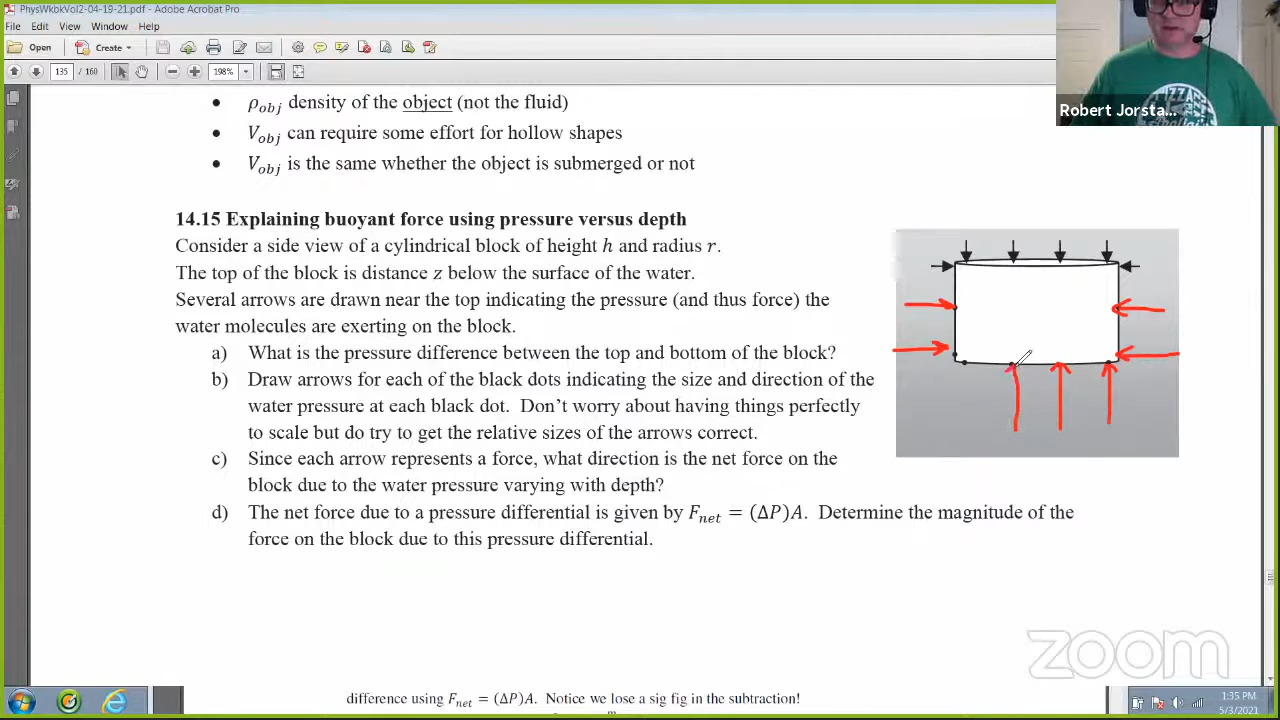 PhysWkbkVol2-04-19-21.pdf - Adobe Acrobat Pro
File Edit View Window Help
Open Create
135 / 160 198%
Robert Jorsta...
• ρobj density of the object (not the fluid)
• Vobj can require some effort for hollow shapes
• Vobj is the same whether the object is submerged or not
14.15 Explaining buoyant force using pressure versus depth
Consider a side view of a cylindrical block of height h and radius r.
The top of the block is distance z below the surface of the water.
Several arrows are drawn near the top indicating the pressure (and thus force) the
water molecules are exerting on the block.
a) What is the pressure difference between the top and bottom of the block?
b) Draw arrows for each of the black dots indicating the size and direction of the
water pressure at each black dot. Don't worry about having things perfectly
to scale but do try to get the relative sizes of the arrows correct.
c) Since each arrow represents a force, what direction is the net force on the
block due to the water pressure varying with depth?
d) The net force due to a pressure differential is given by Fnet = (ΔP)A. Determine the magnitude of the
force on the block due to this pressure differential.
zoom
difference using Fnet = (ΔP)A. Notice we lose a sig fig in the subtraction!
1:35 PM
5/3/2021